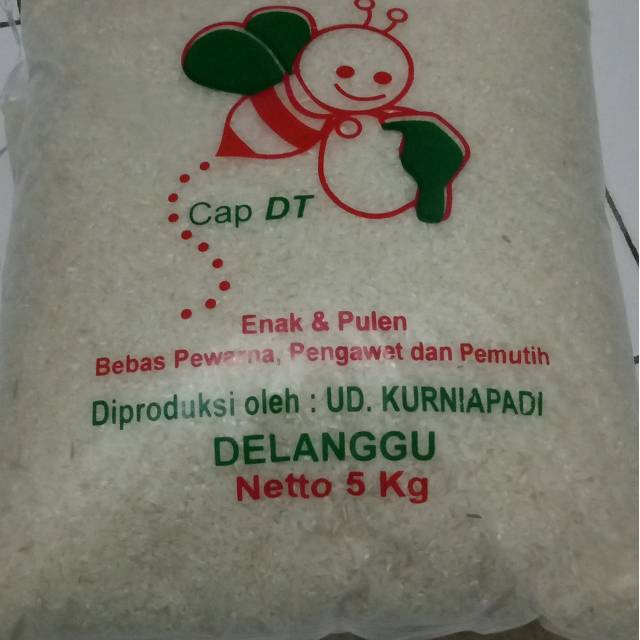 Cap DT
Enak & Pulen
Bebas Pewarna, Pengawet dan Pemutih
Diproduksi oleh : UD. KURNIAPADI
DELANGGU
Netto 5 Kg